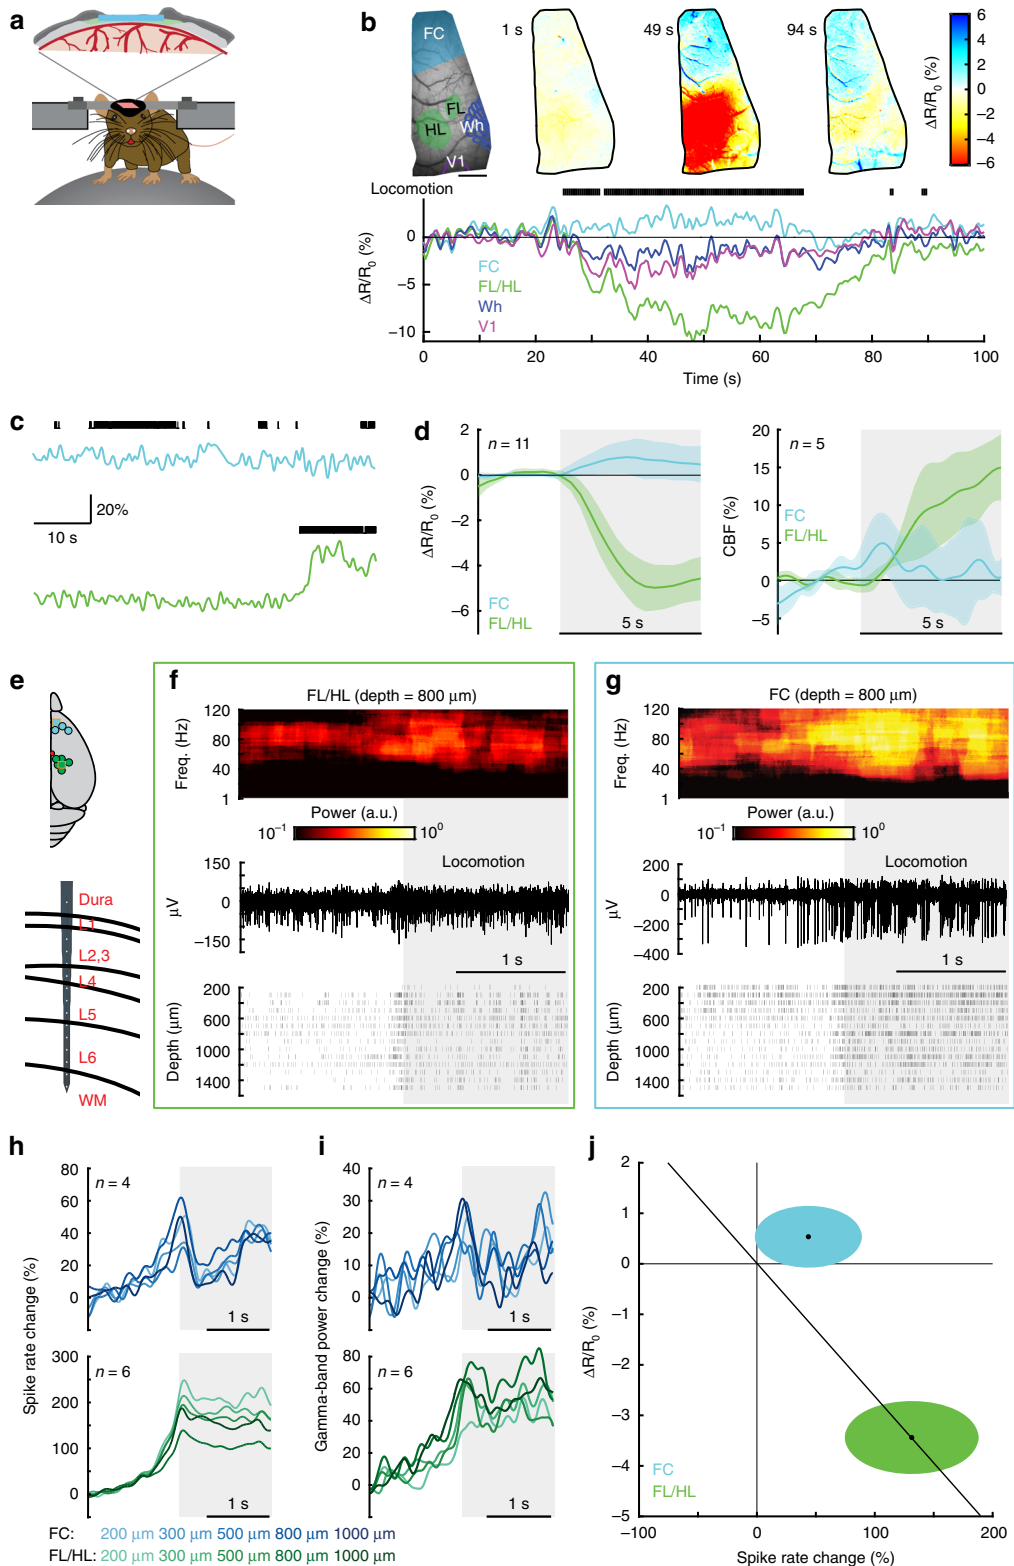 a
b
FC
FL
HL
Wh
V1
1 s
49 s
94 s
6
4
2
0
−2
−4
−6
ΔR/R0 (%)
Locomotion
0
−5
−10
ΔR/R0 (%)
FC
FL/HL
Wh
V1
0 20 40 60 80 100
Time (s)
c
20%
10 s
d
2
0
−2
−4
−6
ΔR/R0 (%)
n = 11
FC
FL/HL
5 s
20
15
10
5
0
−5
CBF (%)
n = 5
FC
FL/HL
5 s
e
Dura
L1
L2,3
L4
L5
L6
WM
f
FL/HL (depth = 800 μm)
120
80
40
1
Freq. (Hz)
Power (a.u.)
10−1 100
150
0
−150
μV
Locomotion
1 s
200
600
1000
1400
Depth (μm)
g
FC (depth = 800 μm)
120
80
40
1
Freq. (Hz)
Power (a.u.)
10−1 100
200
0
−200
−400
μV
Locomotion
1 s
200
600
1000
1400
Depth (μm)
h
80
60
40
20
0
n = 4
1 s
Spike rate change (%)
300
200
100
0
n = 6
1 s
i
40
30
20
10
0
n = 4
1 s
Gamma-band power change (%)
80
60
40
20
0
n = 6
1 s
FC: 200 μm 300 μm 500 μm 800 μm 1000 μm
FL/HL: 200 μm 300 μm 500 μm 800 μm 1000 μm
j
2
1
0
−1
−2
−3
−4
−5
ΔR/R0 (%)
FC
FL/HL
−100 0 100 200
Spike rate change (%)